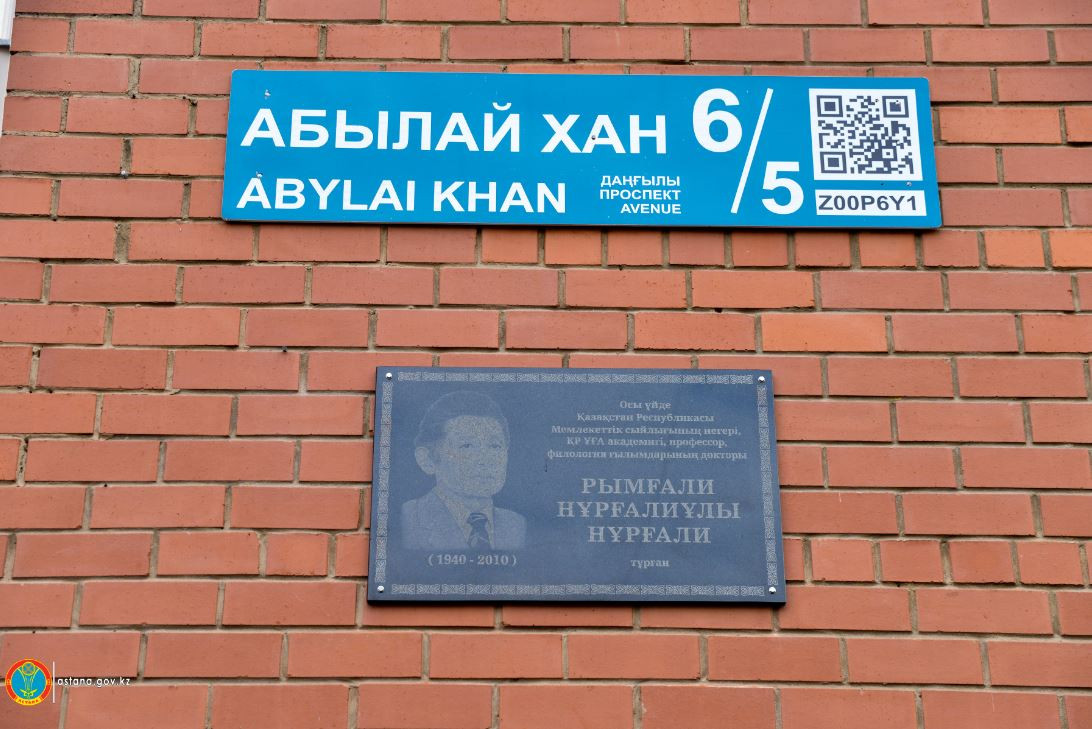 АБЫЛАЙ ХАН 6/5
ABYLAI KHAN
ДАҢҒЫЛЫ
ПРОСПЕКТ
AVENUE
Z00P6Y1
Осы үйде
Қазақстан Республикасы
Мемлекеттік сыйлығының иегері,
ҚР ҰҒА академигі, профессор,
филология ғылымдарының докторы
РЫМҒАЛИ
НҰРҒАЛИҰЛЫ
НҰРҒАЛИ
тұрған
(1940 - 2010)
ASTANA
astana.gov.kz